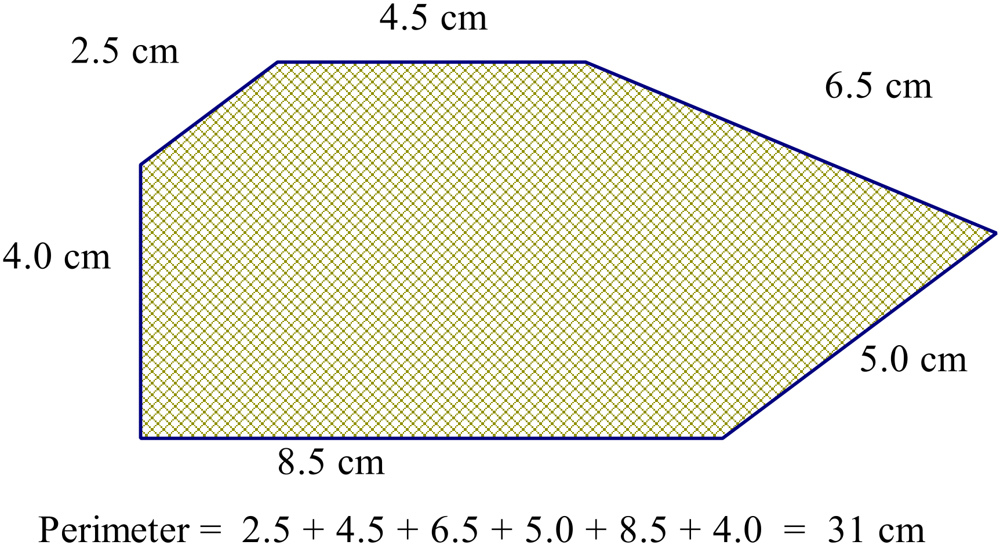 4.5 cm
2.5 cm
6.5 cm
4.0 cm
5.0 cm
8.5 cm
Perimeter = 2.5 + 4.5 + 6.5 + 5.0 + 8.5 + 4.0 = 31 cm